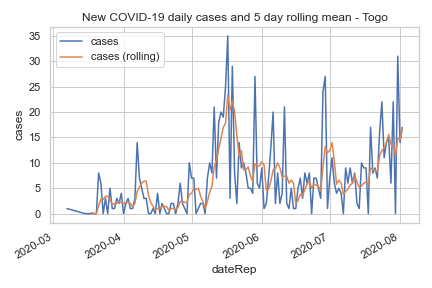 New COVID-19 daily cases and 5 day rolling mean - Togo
cases
cases (rolling)
35
30
25
20
15
10
5
0
cases
2020-03
2020-04
2020-05
2020-06
2020-07
2020-08
dateRep